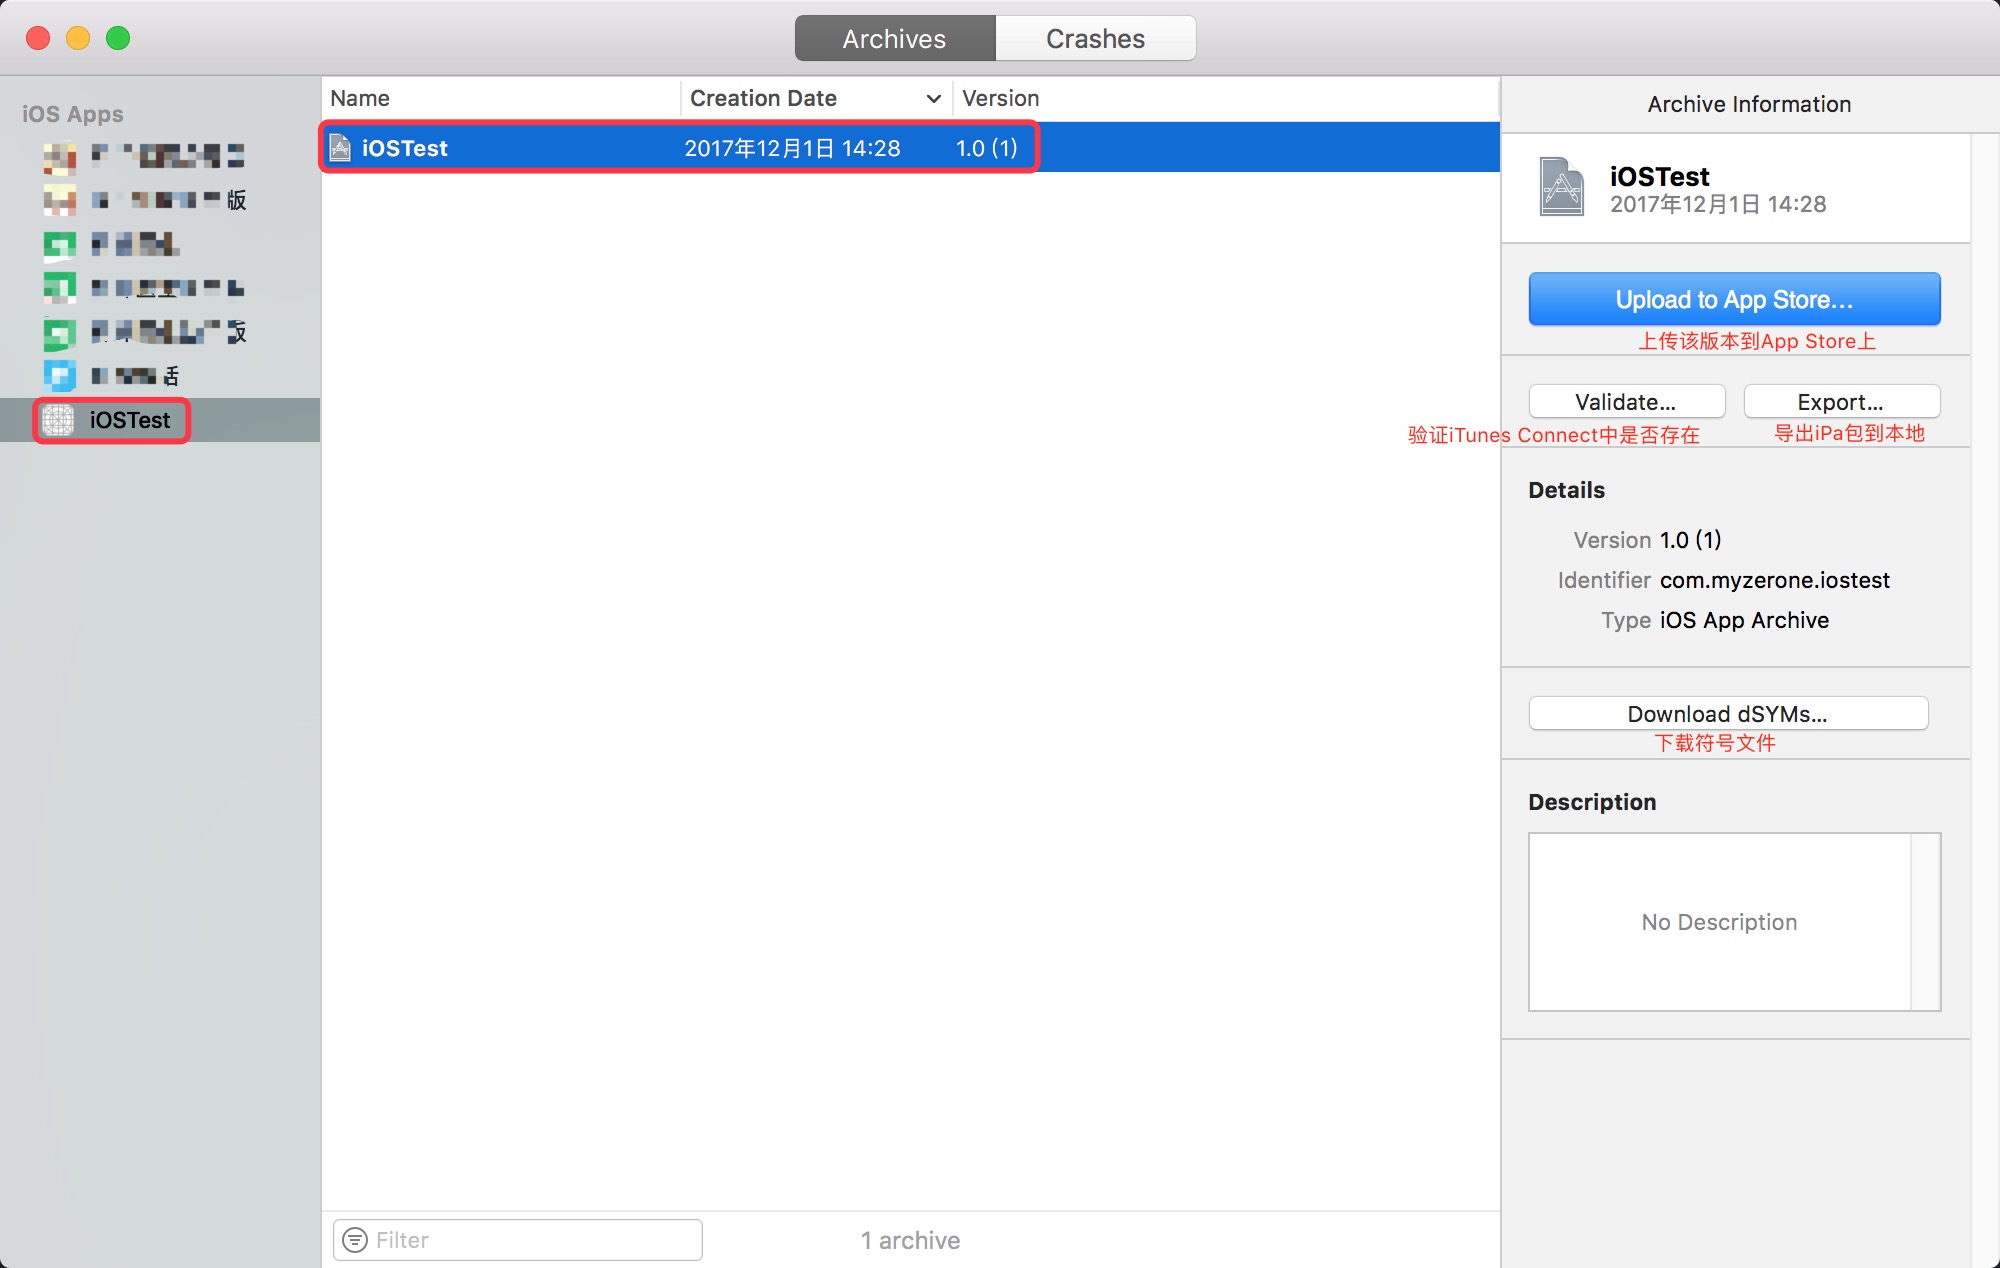 Archives
Crashes
iOS Apps
版
话
iOSTest
Name
Creation Date
Version
iOSTest
2017年12月1日 14:28
1.0 (1)
Filter
1 archive
Archive Information
iOSTest
2017年12月1日 14:28
Upload to App Store...
上传该版本到App Store上
Validate...
Export...
验证iTunes Connect中是否存在
导出iPa包到本地
Details
Version 1.0 (1)
Identifier com.myzerone.iostest
Type iOS App Archive
Download dSYMs...
下载符号文件
Description
No Description